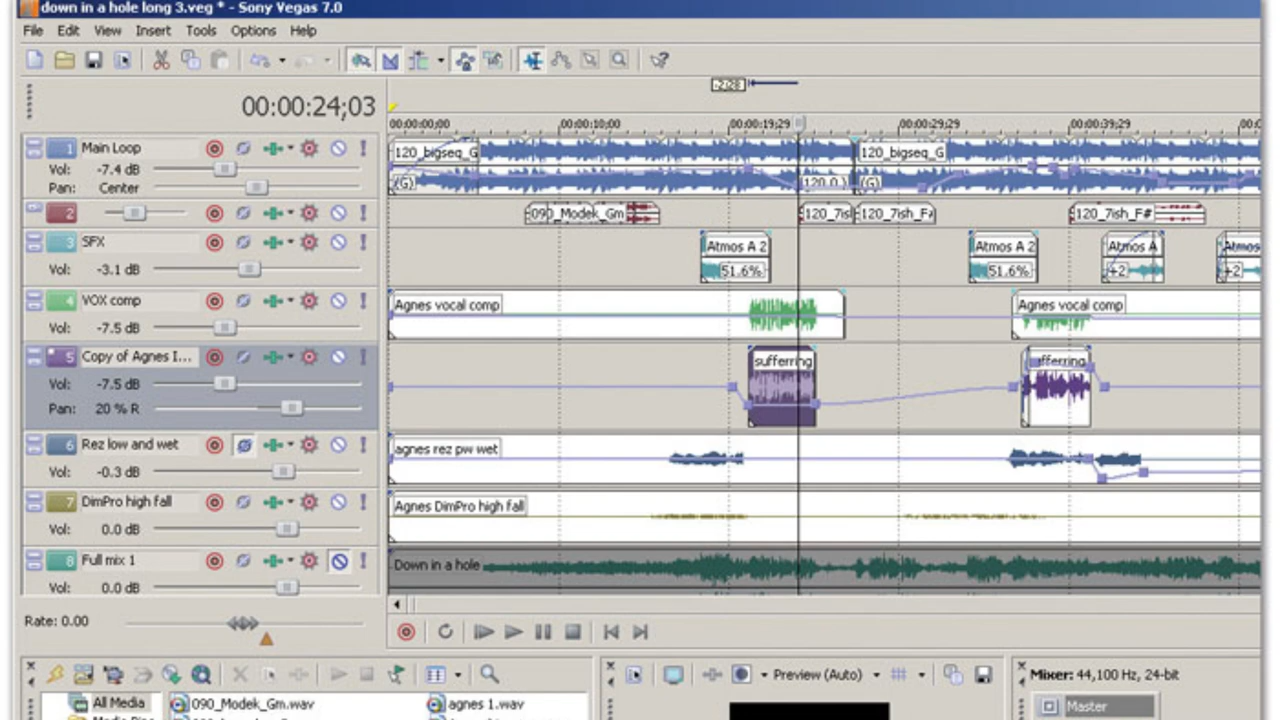 down in a hole long 3.veg * - Sony Vegas 7.0
File Edit View Insert Tools Options Help
-2;28
00:00:24;03
00:00:00;00 00:00:10;00 00:00:19;29 00:00:29;29 00:00:39;29
1 Main Loop
Vol: -7.4 dB
Pan: Center
120_bigseq_G 120_bigseq_G
(G) (120.0 ) (G)
2
090_Modek_Gm 120_7isl 120_7ish_F# 120_7ish_F#
3 SFX
Vol: -3.1 dB
Atmos A 2 Atmos A 2 Atmos A Atmos
51.6% 51.6% +2 +2
4 VOX comp
Vol: -7.5 dB
Agnes vocal comp Agnes vocal comp
5 Copy of Agnes I...
Vol: -7.5 dB
Pan: 20 % R
sufferring fferring
6 Rez low and wet
Vol: -0.3 dB
agnes rez pw wet
7 DimPro high fall
Vol: 0.0 dB
Agnes DimPro high fall
8 Full mix 1
Vol: 0.0 dB
Down in a hole
Rate: 0.00
Preview (Auto)
Mixer: 44,100 Hz, 24-bit
All Media 090_Modek_Gm.wav agnes 1.wav
Master